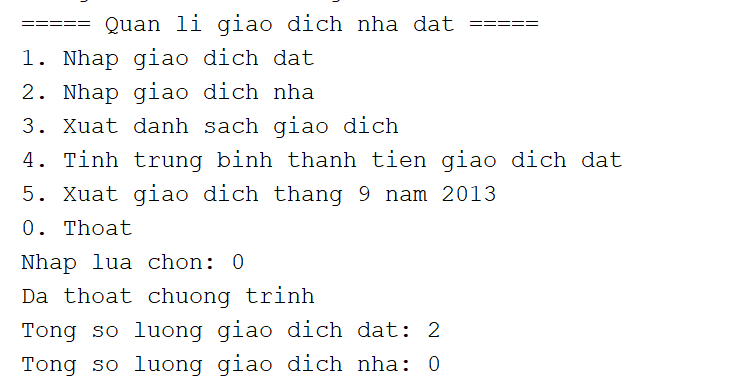 ===== Quan li giao dich nha dat =====
1. Nhap giao dich dat
2. Nhap giao dich nha
3. Xuat danh sach giao dich
4. Tinh trung binh thanh tien giao dich dat
5. Xuat giao dich thang 9 nam 2013
0. Thoat
Nhap lua chon: 0
Da thoat chuong trinh
Tong so luong giao dich dat: 2
Tong so luong giao dich nha: 0